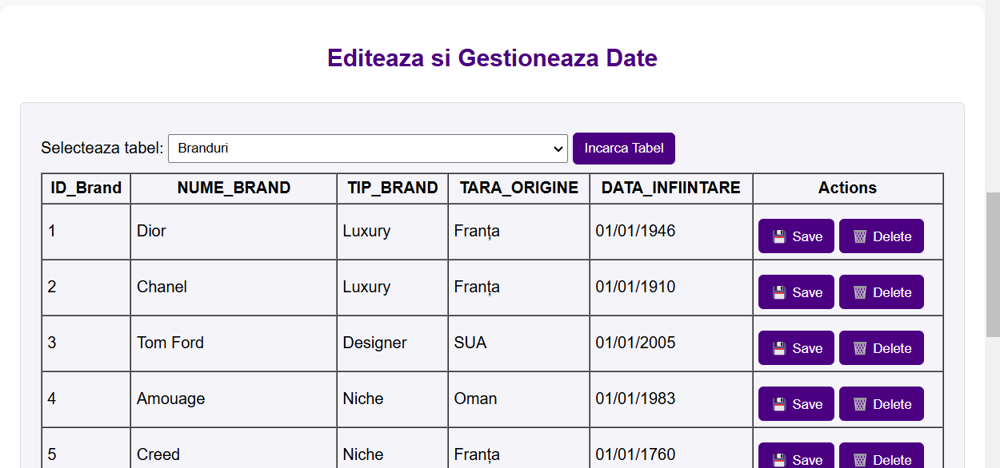 Editeaza si Gestioneaza Date
Selecteaza tabel: Branduri Incarca Tabel
ID_Brand NUME_BRAND TIP_BRAND TARA_ORIGINE DATA_INFIINTARE Actions
1 Dior Luxury Franța 01/01/1946 Save Delete
2 Chanel Luxury Franța 01/01/1910 Save Delete
3 Tom Ford Designer SUA 01/01/2005 Save Delete
4 Amouage Niche Oman 01/01/1983 Save Delete
5 Creed Niche Franța 01/01/1760 Save Delete